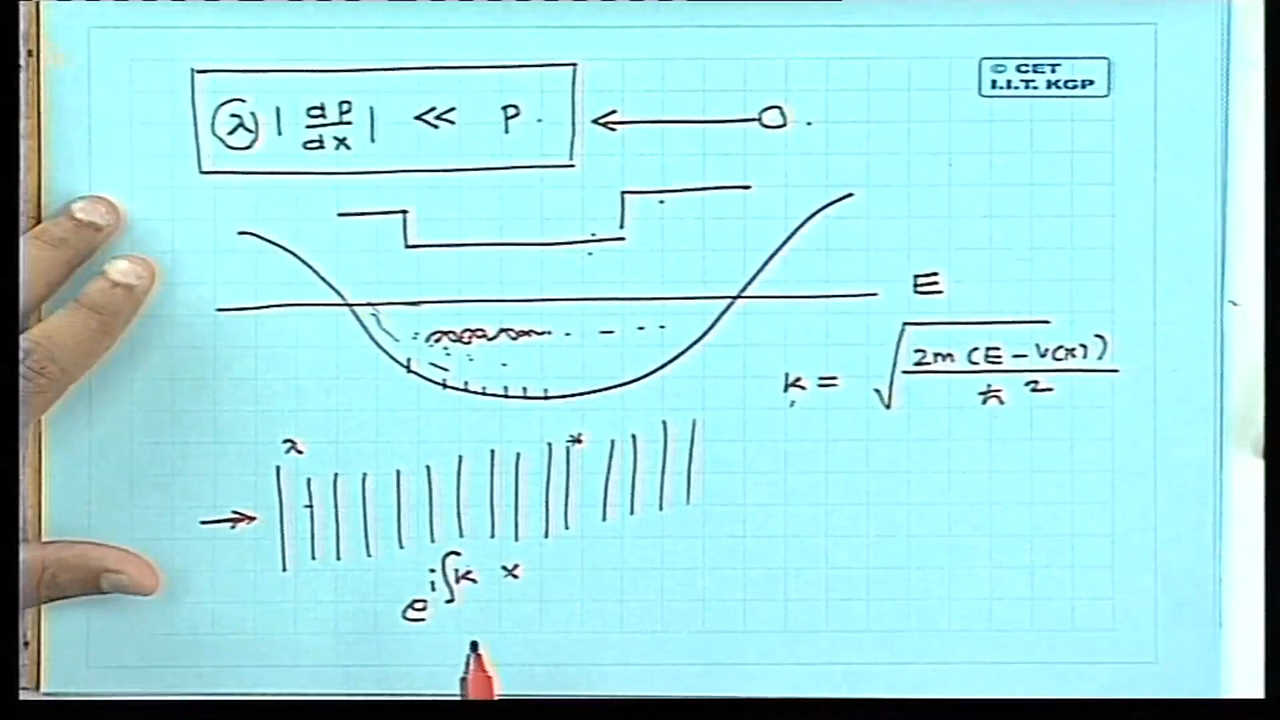 © CET
I.I.T. KGP
λ | dp/dx | << p.
E
k = √(2m(E-V(x))/ħ²)
λ
e^{i∫k x}